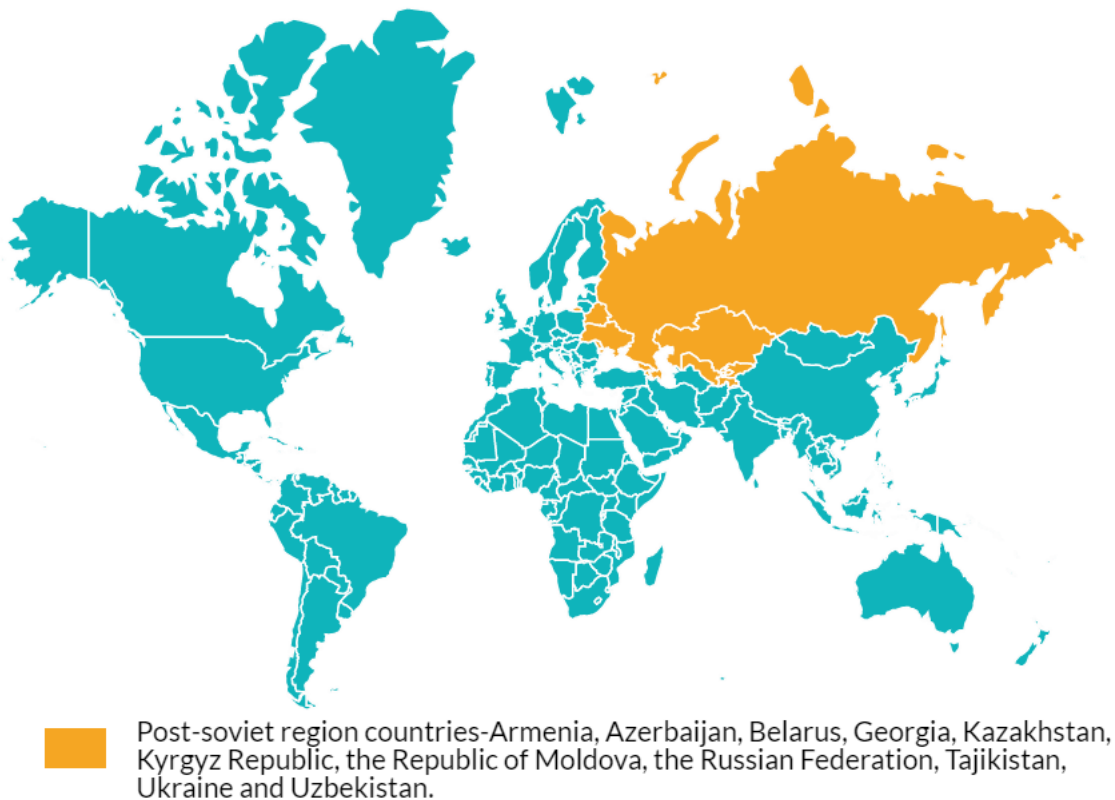 Post-soviet region countries-Armenia, Azerbaijan, Belarus, Georgia, Kazakhstan,
Kyrgyz Republic, the Republic of Moldova, the Russian Federation, Tajikistan,
Ukraine and Uzbekistan.